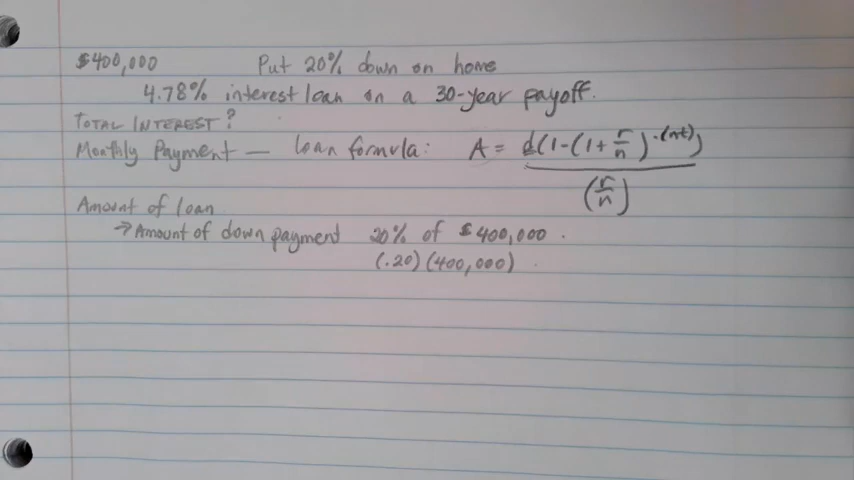 $400,000 Put 20% down on home
4.78% interest loan on a 30-year payoff.
TOTAL INTEREST?
Monthly Payment — loan formula: A = d(1-(1+r/n)^-(nt))/(r/n)
Amount of loan
→ Amount of down payment 20% of $400,000.
(.20)(400,000)